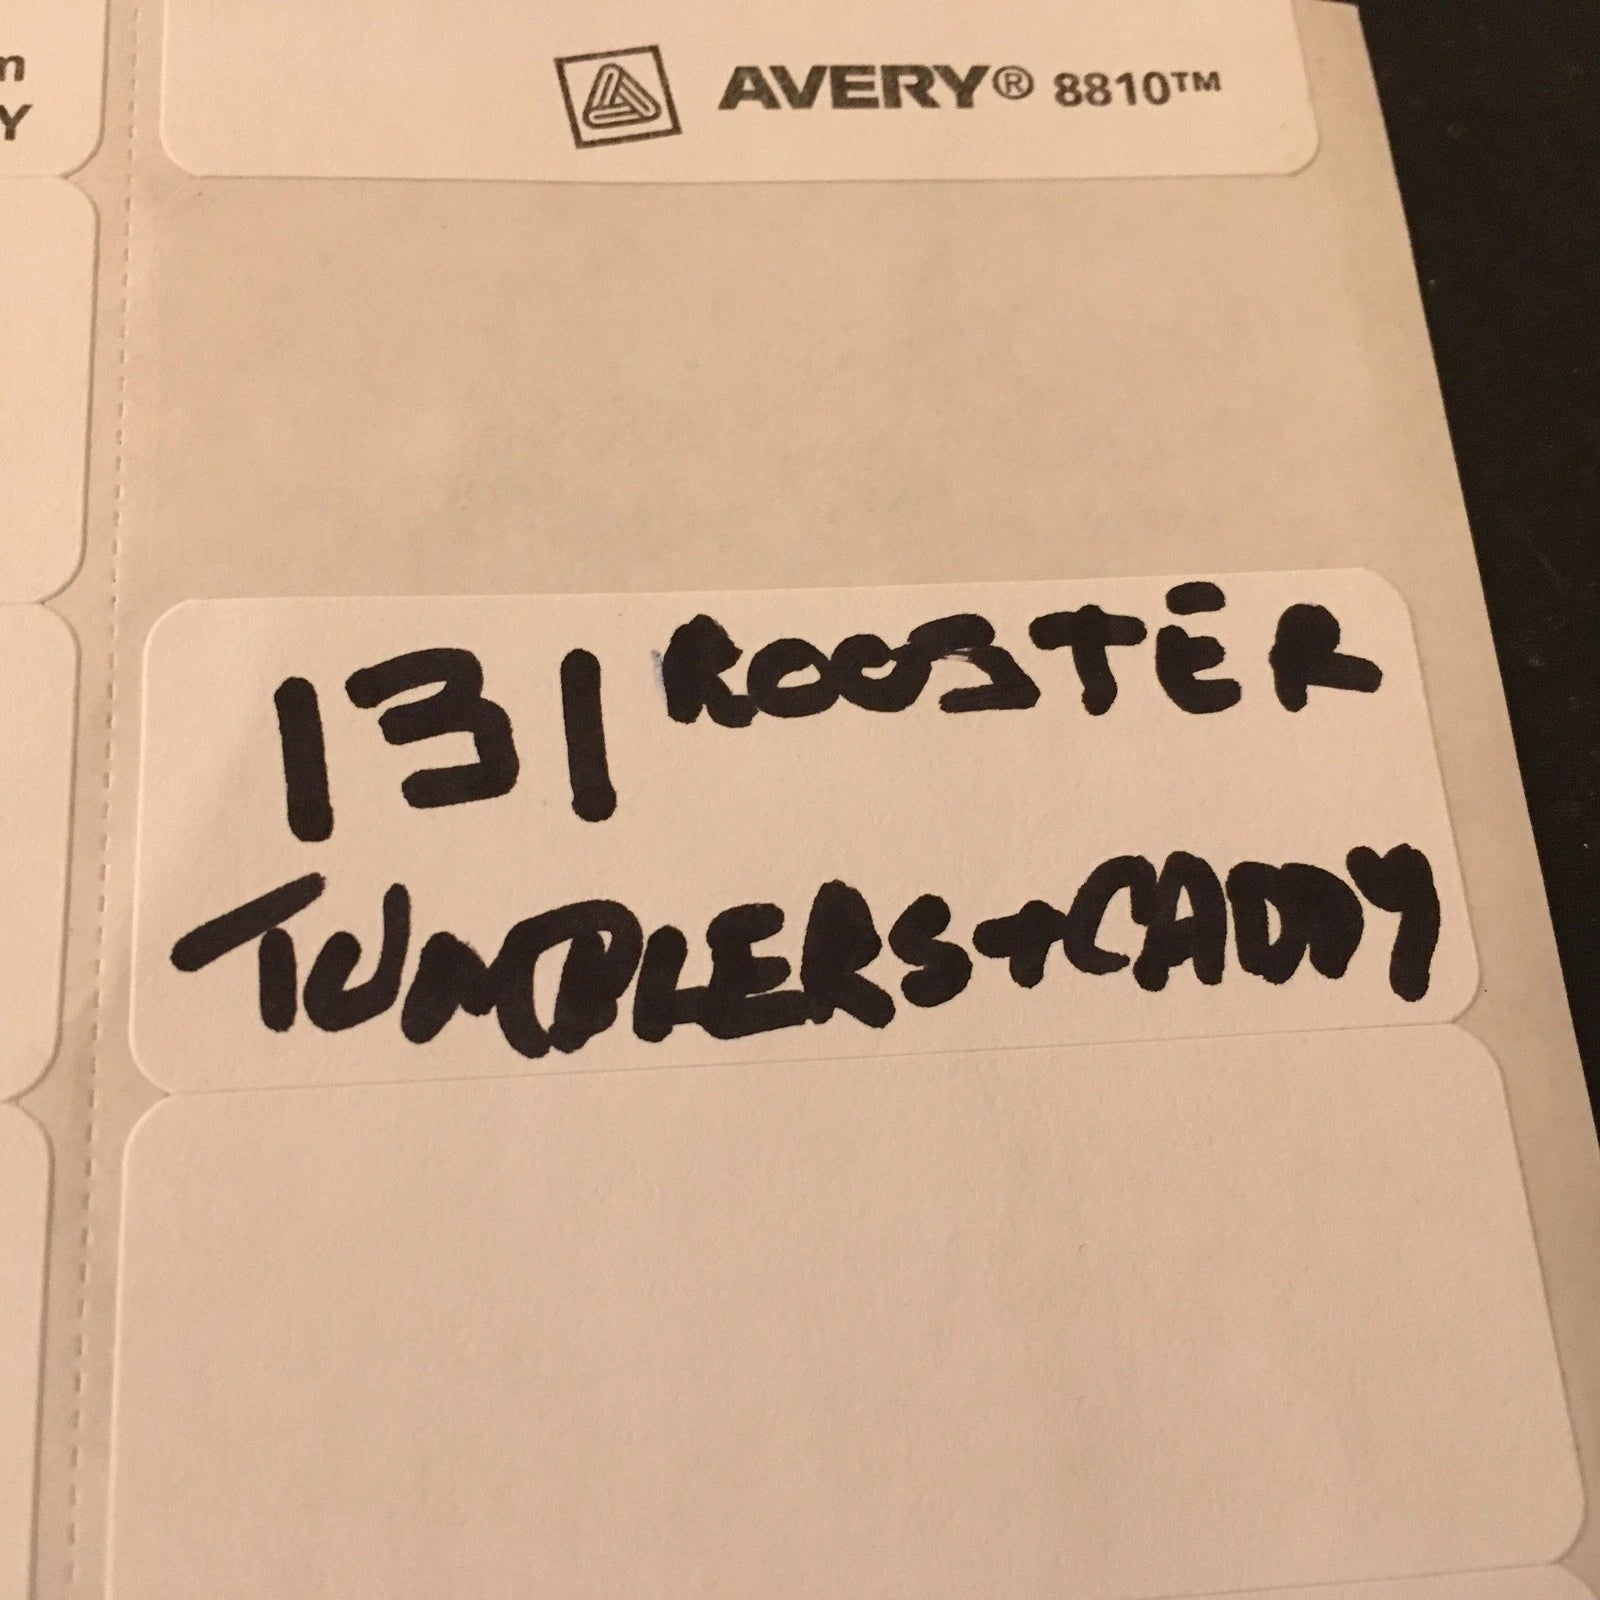 m
Y
AVERY® 8810™
131 ROOSTER
TUMBLERS+CADDY